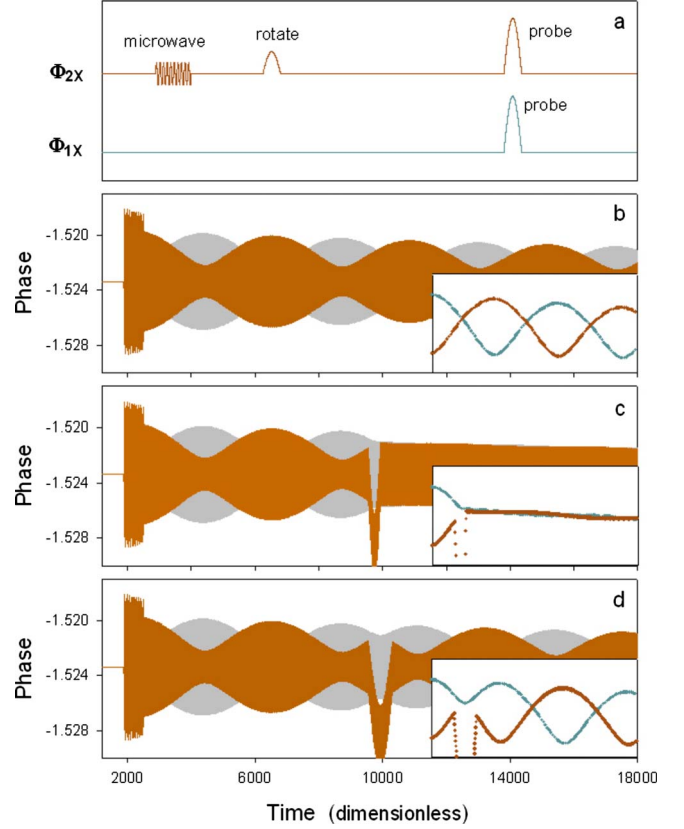 a
microwave
rotate
probe
Φ2X
probe
Φ1X
b
-1.520
-1.524
-1.528
Phase
c
-1.520
-1.524
-1.528
Phase
d
-1.520
-1.524
-1.528
Phase
2000 6000 10000 14000 18000
Time (dimensionless)